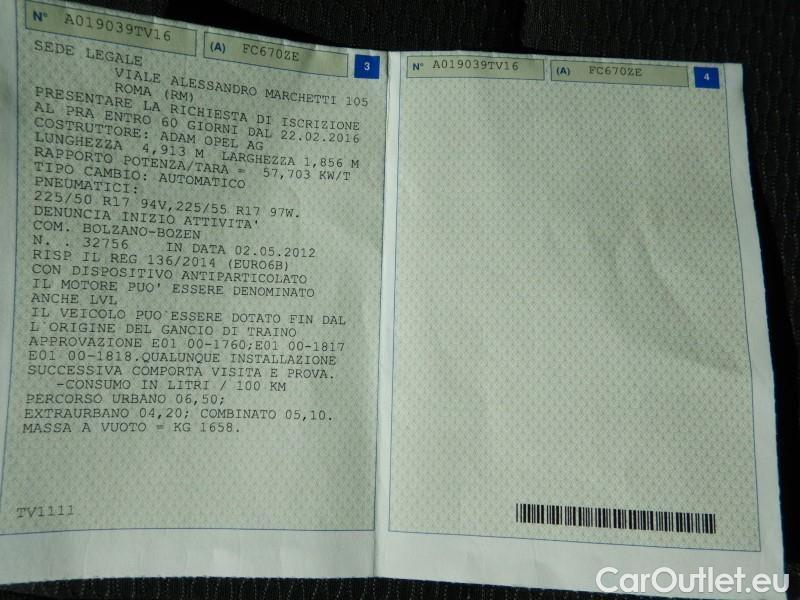 N° A019039TV16 (A) FC670ZE 3
SEDE LEGALE
VIALE ALESSANDRO MARCHETTI 105
ROMA (RM)
PRESENTARE LA RICHIESTA DI ISCRIZIONE
AL PRA ENTRO 60 GIORNI DAL 22.02.2016
COSTRUTTORE: ADAM OPEL AG
LUNGHEZZA 4,913 M LARGHEZZA 1,856 M
RAPPORTO POTENZA/TARA = 57,703 KW/T
TIPO CAMBIO: AUTOMATICO
PNEUMATICI:
225/50 R17 94V,225/55 R17 97W.
DENUNCIA INIZIO ATTIVITA'
COM. BOLZANO-BOZEN
N. . 32756 IN DATA 02.05.2012
RISP IL REG 136/2014 (EURO6B)
CON DISPOSITIVO ANTIPARTICOLATO
IL MOTORE PUO' ESSERE DENOMINATO
ANCHE LVL
IL VEICOLO PUO`ESSERE DOTATO FIN DAL
L`ORIGINE DEL GANCIO DI TRAINO
APPROVAZIONE E01 00-1760;E01 00-1817
E01 00-1818.QUALUNQUE INSTALLAZIONE
SUCCESSIVA COMPORTA VISITA E PROVA.
-CONSUMO IN LITRI / 100 KM
PERCORSO URBANO 06,50;
EXTRAURBANO 04,20; COMBINATO 05,10.
MASSA A VUOTO = KG 1658.
TV1111
N° A019039TV16 (A) FC670ZE 4
CarOutlet.eu